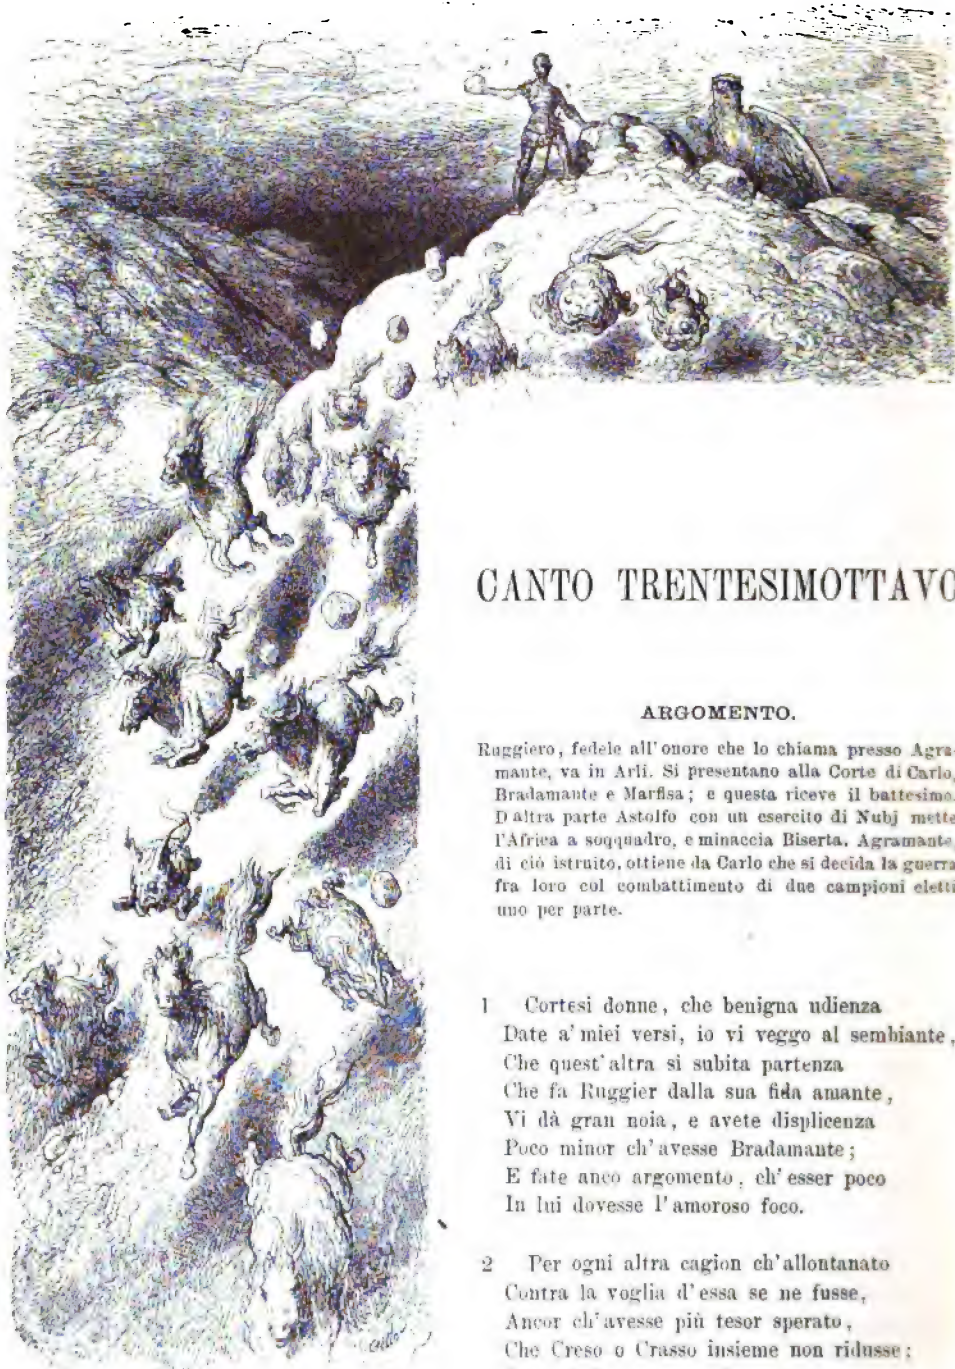 CANTO TRENTESIMOTTAVO
ARGOMENTO.
Ruggiero, fedele all'onore che lo chiama presso Agra-
mante, va in Arli. Si presentano alla Corte di Carlo,
Bradamante e Marfisa; e questa riceve il battesimo.
D altra parte Astolfo con un esercito di Nubj mette
l'Africa a soqquadro, e minaccia Biserta. Agramante,
di ciò istruito, ottiene da Carlo che si decida la guerra
fra loro col combattimento di due campioni eletti
uno per parte.
1 Cortesi donne, che benigna udienza
Date a' miei versi, io vi veggo al sembiante,
Che quest'altra si subita partenza
Che fa Ruggier dalla sua fida amante,
Vi dà gran noia, e avete displicenza
Poco minor ch'avesse Bradamante;
E fate anco argomento, ch'esser poco
In lui dovesse l'amoroso foco.
2 Per ogni altra cagion ch'allontanato
Contra la voglia d'essa se ne fusse,
Ancor ch'avesse più tesor sperato,
Che Creso o Crasso insieme non ridusse;